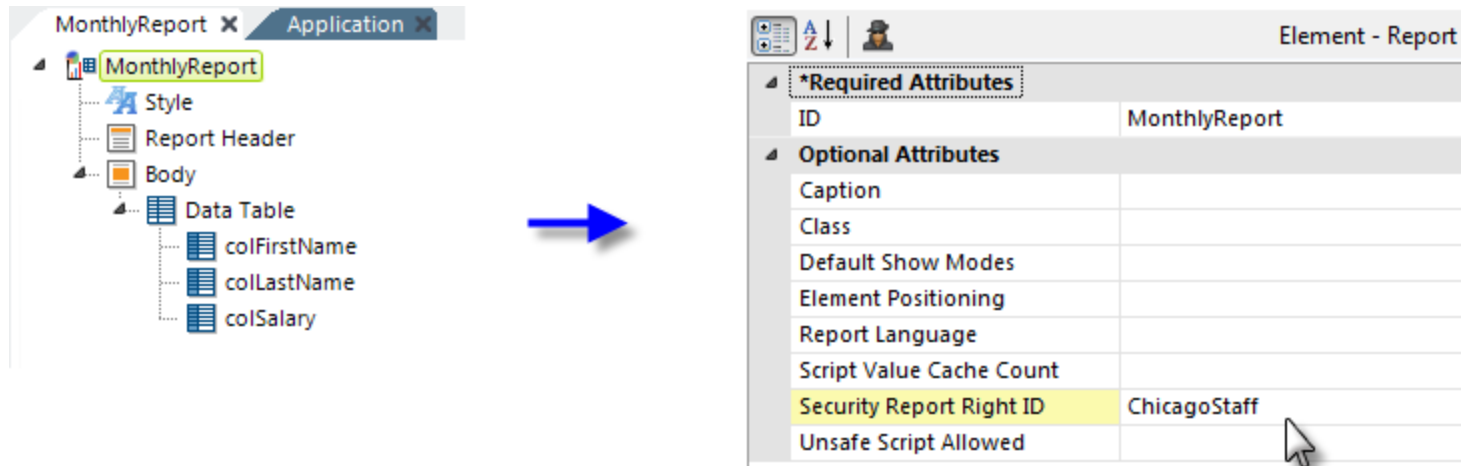 MonthlyReport
Application
MonthlyReport
Style
Report Header
Body
Data Table
colFirstName
colLastName
colSalary
A
Z
Element - Report
*Required Attributes
ID MonthlyReport
Optional Attributes
Caption
Class
Default Show Modes
Element Positioning
Report Language
Script Value Cache Count
Security Report Right ID ChicagoStaff
Unsafe Script Allowed